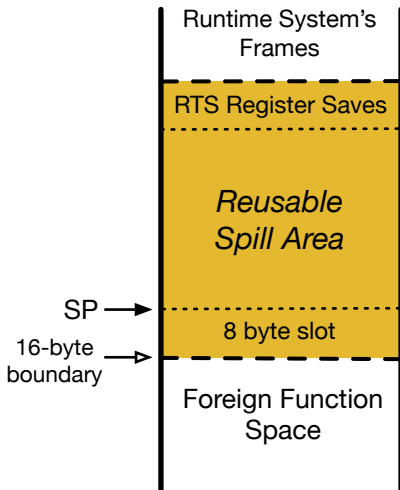 Runtime System's
Frames
RTS Register Saves
Reusable
Spill Area
SP
8 byte slot
16-byte
boundary
Foreign Function
Space